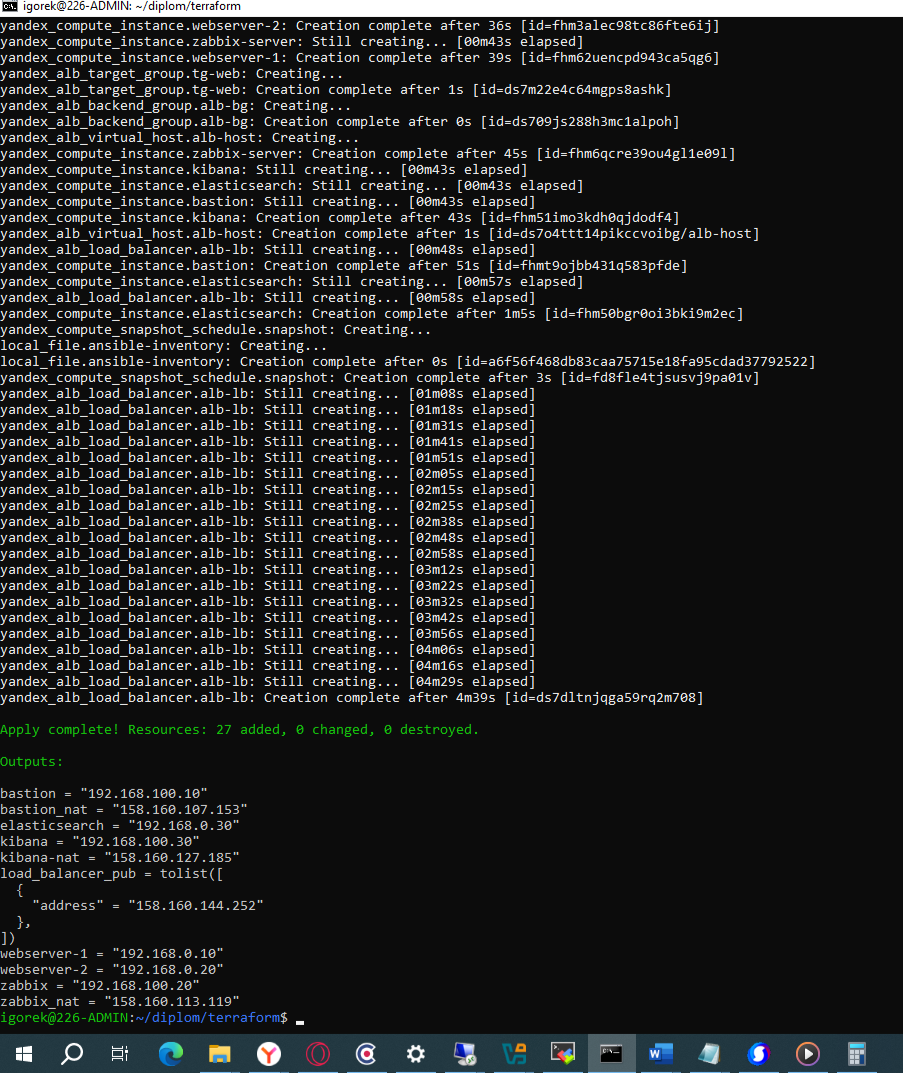 igorek@226-ADMIN: ~/diplom/terraform
yandex_compute_instance.webserver-2: Creation complete after 36s [id=fhm3alec98tc86fte6ij]
yandex_compute_instance.zabbix-server: Still creating... [00m43s elapsed]
yandex_compute_instance.webserver-1: Creation complete after 39s [id=fhm62uencpd943ca5qg6]
yandex_alb_target_group.tg-web: Creating...
yandex_alb_target_group.tg-web: Creation complete after 1s [id=ds7m22e4c64mgps8ashk]
yandex_alb_backend_group.alb-bg: Creating...
yandex_alb_backend_group.alb-bg: Creation complete after 0s [id=ds709js288h3mc1alpoh]
yandex_alb_virtual_host.alb-host: Creating...
yandex_compute_instance.zabbix-server: Creation complete after 45s [id=fhm6qcre39ou4gl1e09l]
yandex_compute_instance.kibana: Still creating... [00m43s elapsed]
yandex_compute_instance.elasticsearch: Still creating... [00m43s elapsed]
yandex_compute_instance.bastion: Still creating... [00m43s elapsed]
yandex_compute_instance.kibana: Creation complete after 43s [id=fhm51imo3kdh0qjdodf4]
yandex_alb_virtual_host.alb-host: Creation complete after 1s [id=ds7o4ttt14pikccvoibg/alb-host]
yandex_alb_load_balancer.alb-lb: Still creating... [00m48s elapsed]
yandex_compute_instance.bastion: Creation complete after 51s [id=fhmt9ojbb431q583pfde]
yandex_compute_instance.elasticsearch: Still creating... [00m57s elapsed]
yandex_alb_load_balancer.alb-lb: Still creating... [00m58s elapsed]
yandex_compute_instance.elasticsearch: Creation complete after 1m5s [id=fhm50bgr0oi3bki9m2ec]
yandex_compute_snapshot_schedule.snapshot: Creating...
local_file.ansible-inventory: Creating...
local_file.ansible-inventory: Creation complete after 0s [id=a6f56f468db83caa75715e18fa95cdad37792522]
yandex_compute_snapshot_schedule.snapshot: Creation complete after 3s [id=fd8fle4tjsusvj9pa01v]
yandex_alb_load_balancer.alb-lb: Still creating... [01m08s elapsed]
yandex_alb_load_balancer.alb-lb: Still creating... [01m18s elapsed]
yandex_alb_load_balancer.alb-lb: Still creating... [01m31s elapsed]
yandex_alb_load_balancer.alb-lb: Still creating... [01m41s elapsed]
yandex_alb_load_balancer.alb-lb: Still creating... [01m51s elapsed]
yandex_alb_load_balancer.alb-lb: Still creating... [02m05s elapsed]
yandex_alb_load_balancer.alb-lb: Still creating... [02m15s elapsed]
yandex_alb_load_balancer.alb-lb: Still creating... [02m25s elapsed]
yandex_alb_load_balancer.alb-lb: Still creating... [02m38s elapsed]
yandex_alb_load_balancer.alb-lb: Still creating... [02m48s elapsed]
yandex_alb_load_balancer.alb-lb: Still creating... [02m58s elapsed]
yandex_alb_load_balancer.alb-lb: Still creating... [03m12s elapsed]
yandex_alb_load_balancer.alb-lb: Still creating... [03m22s elapsed]
yandex_alb_load_balancer.alb-lb: Still creating... [03m32s elapsed]
yandex_alb_load_balancer.alb-lb: Still creating... [03m42s elapsed]
yandex_alb_load_balancer.alb-lb: Still creating... [03m56s elapsed]
yandex_alb_load_balancer.alb-lb: Still creating... [04m06s elapsed]
yandex_alb_load_balancer.alb-lb: Still creating... [04m16s elapsed]
yandex_alb_load_balancer.alb-lb: Still creating... [04m29s elapsed]
yandex_alb_load_balancer.alb-lb: Creation complete after 4m39s [id=ds7dltnjqga59rq2m708]
Apply complete! Resources: 27 added, 0 changed, 0 destroyed.
Outputs:
bastion = "192.168.100.10"
bastion_nat = "158.160.107.153"
elasticsearch = "192.168.0.30"
kibana = "192.168.100.30"
kibana-nat = "158.160.127.185"
load_balancer_pub = tolist([
  {
    "address" = "158.160.144.252"
  },
])
webserver-1 = "192.168.0.10"
webserver-2 = "192.168.0.20"
zabbix = "192.168.100.20"
zabbix_nat = "158.160.113.119"
igorek@226-ADMIN:~/diplom/terraform$